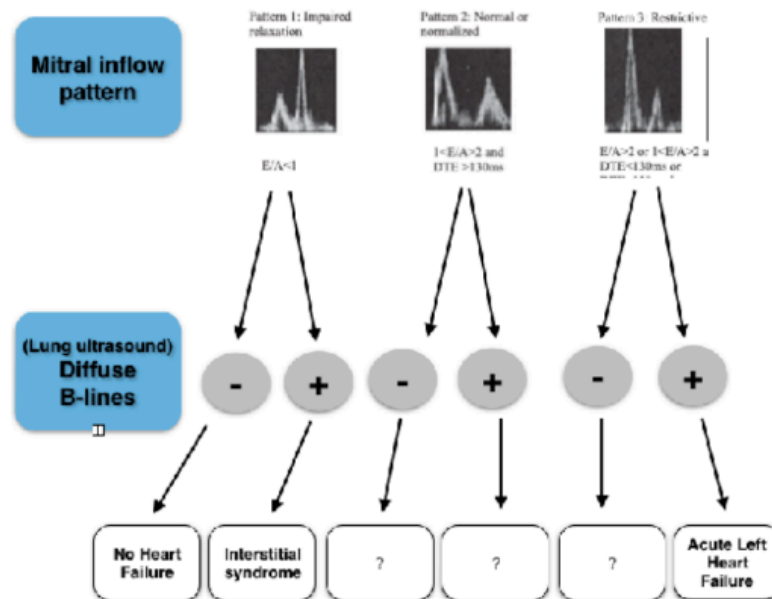 Pattern 1: Impaired
relaxation
Pattern 2: Normal or
normalized
Pattern 3: Restrictive
Mitral inflow
pattern
E/A<1
1<E/A>2 and
DTE >130ms
E/A>2 or 1<E/A>2 a
DTE<130ms or
(Lung ultrasound)
Diffuse
B-lines
- + - + - +
No Heart
Failure
Interstitial
syndrome
?
?
?
Acute Left
Heart
Failure